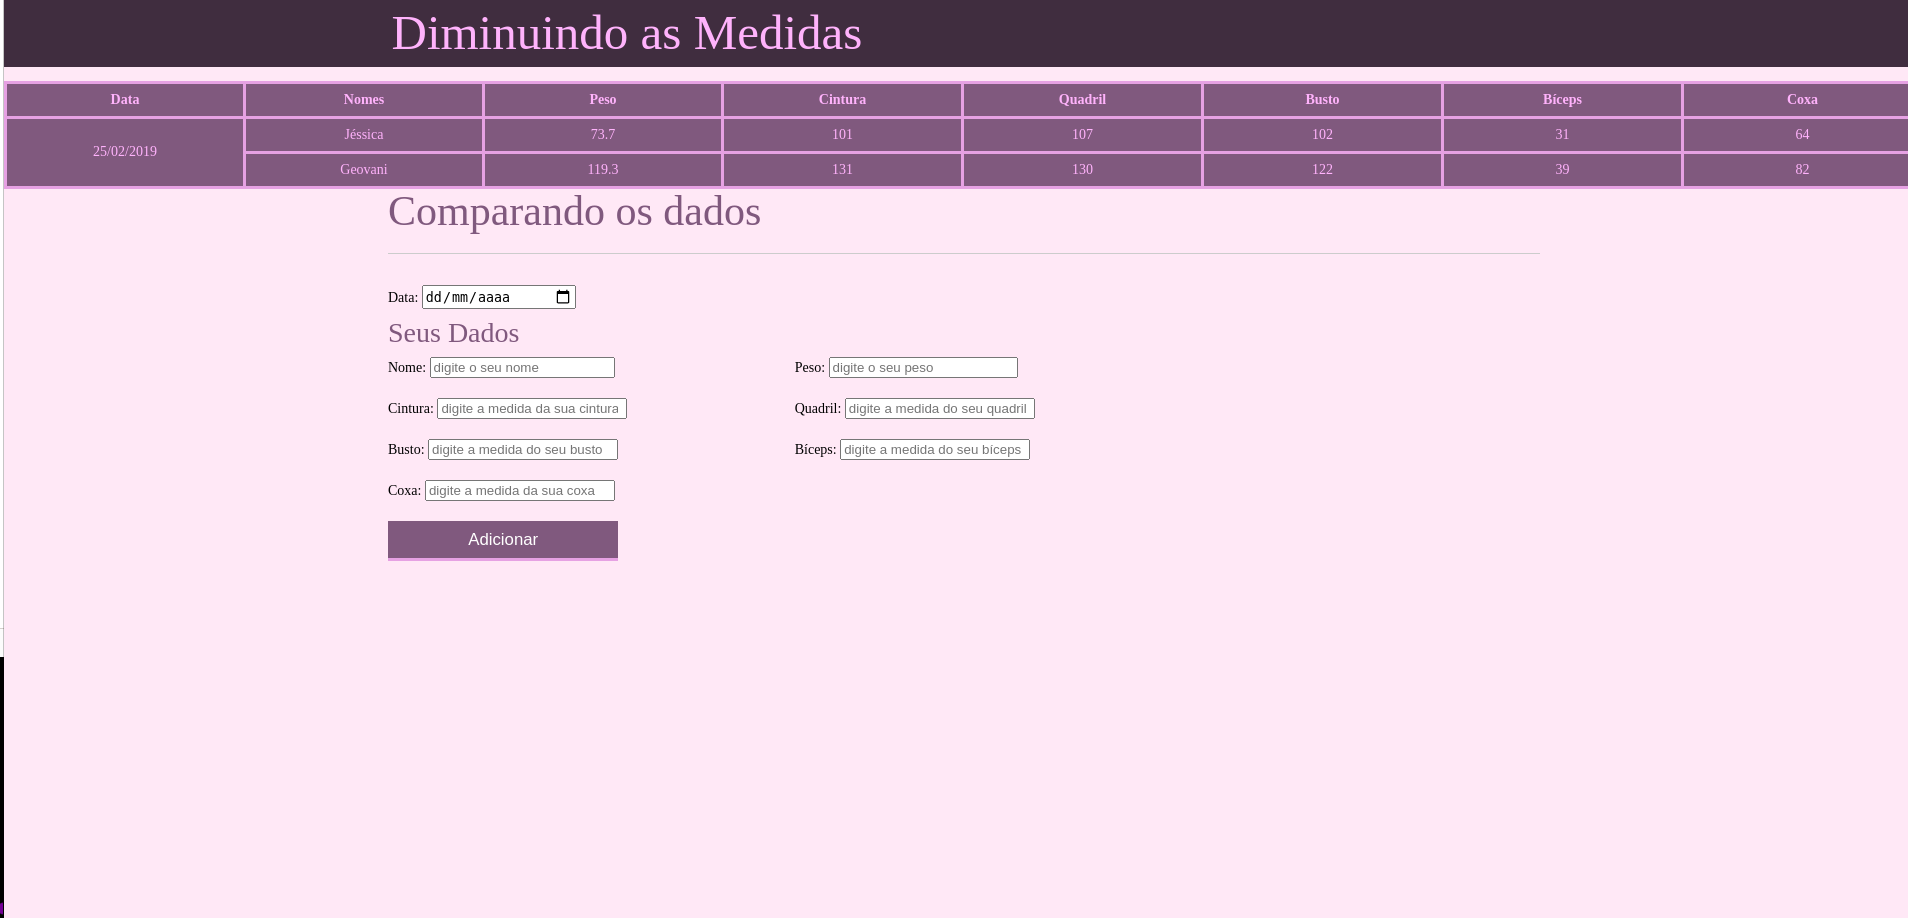 Diminuindo as Medidas
Data Nomes Peso Cintura Quadril Busto Bíceps Coxa
25/02/2019 Jéssica 73.7 101 107 102 31 64
Geovani 119.3 131 130 122 39 82
Comparando os dados
Data: dd/mm/aaaa
Seus Dados
Nome: digite o seu nome Peso: digite o seu peso
Cintura: digite a medida da sua cintura Quadril: digite a medida do seu quadril
Busto: digite a medida do seu busto Bíceps: digite a medida do seu bíceps
Coxa: digite a medida da sua coxa
Adicionar